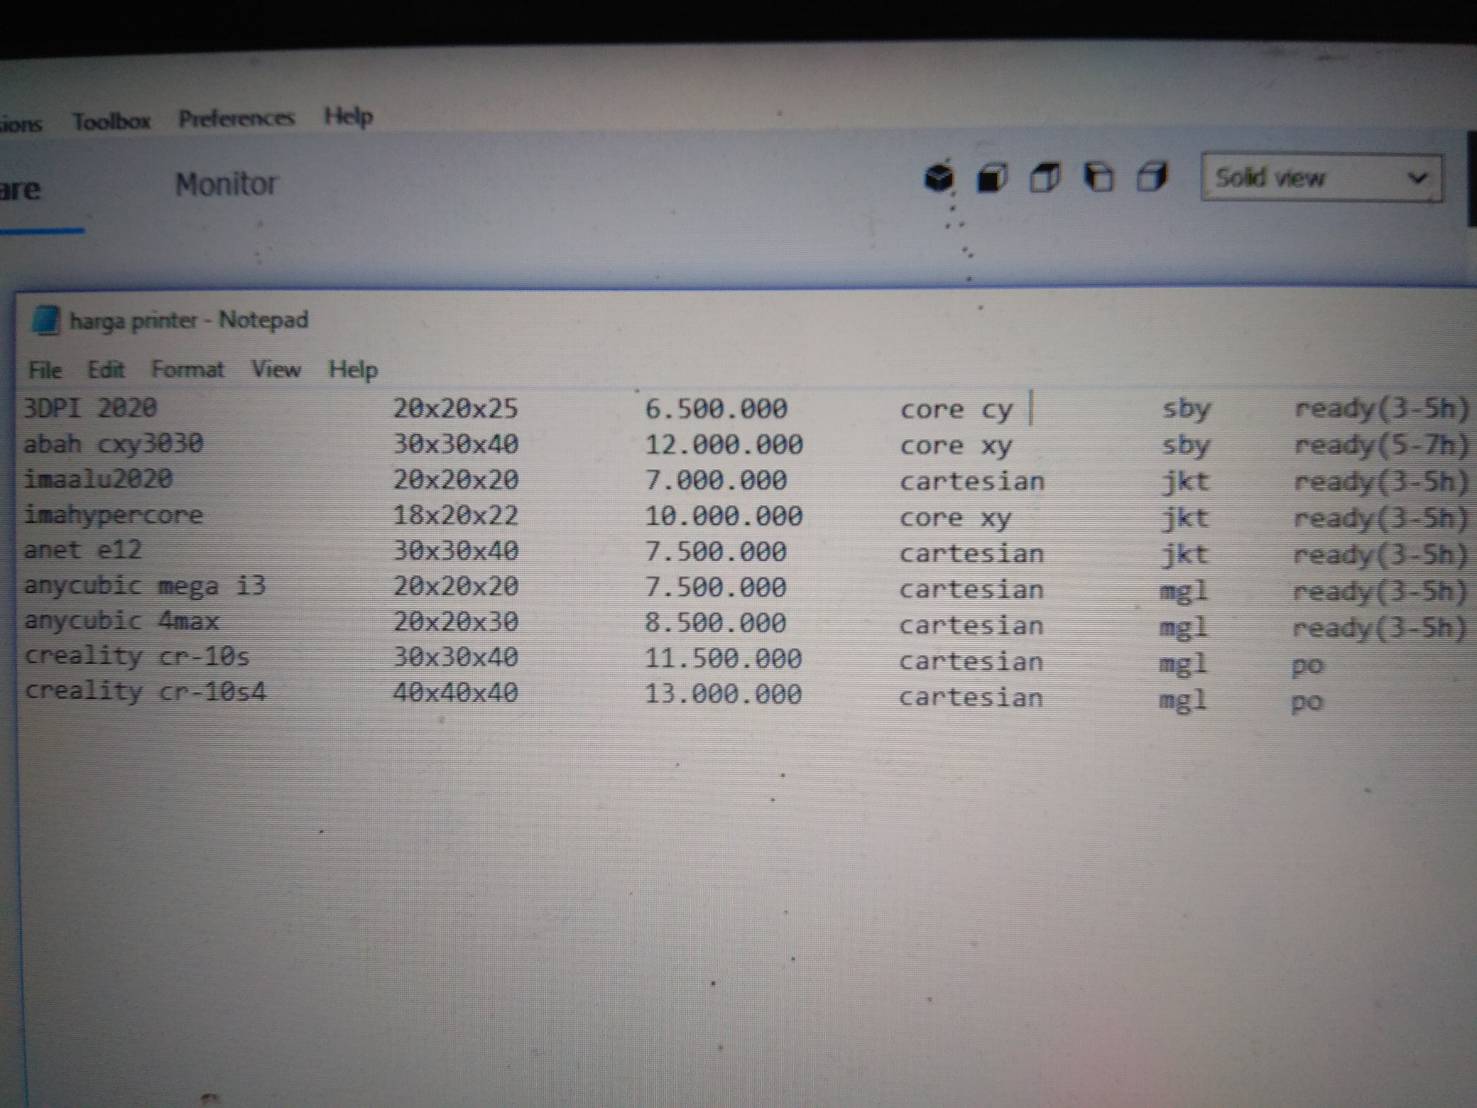 Toolbox Preferences Help
Monitor
Solid view
harga printer - Notepad
File Edit Format View Help
3DPI 2020 20x20x25 6.500.000 core cy sby ready(3-5h)
abah cxy3030 30x30x40 12.000.000 core xy sby ready(5-7h)
imaalu2020 20x20x20 7.000.000 cartesian jkt ready(3-5h)
imahypercore 18x20x22 10.000.000 core xy jkt ready(3-5h)
anet e12 30x30x40 7.500.000 cartesian jkt ready(3-5h)
anycubic mega i3 20x20x20 7.500.000 cartesian mgl ready(3-5h)
anycubic 4max 20x20x30 8.500.000 cartesian mgl ready(3-5h)
creality cr-10s 30x30x40 11.500.000 cartesian mgl po
creality cr-10s4 40x40x40 13.000.000 cartesian mgl po